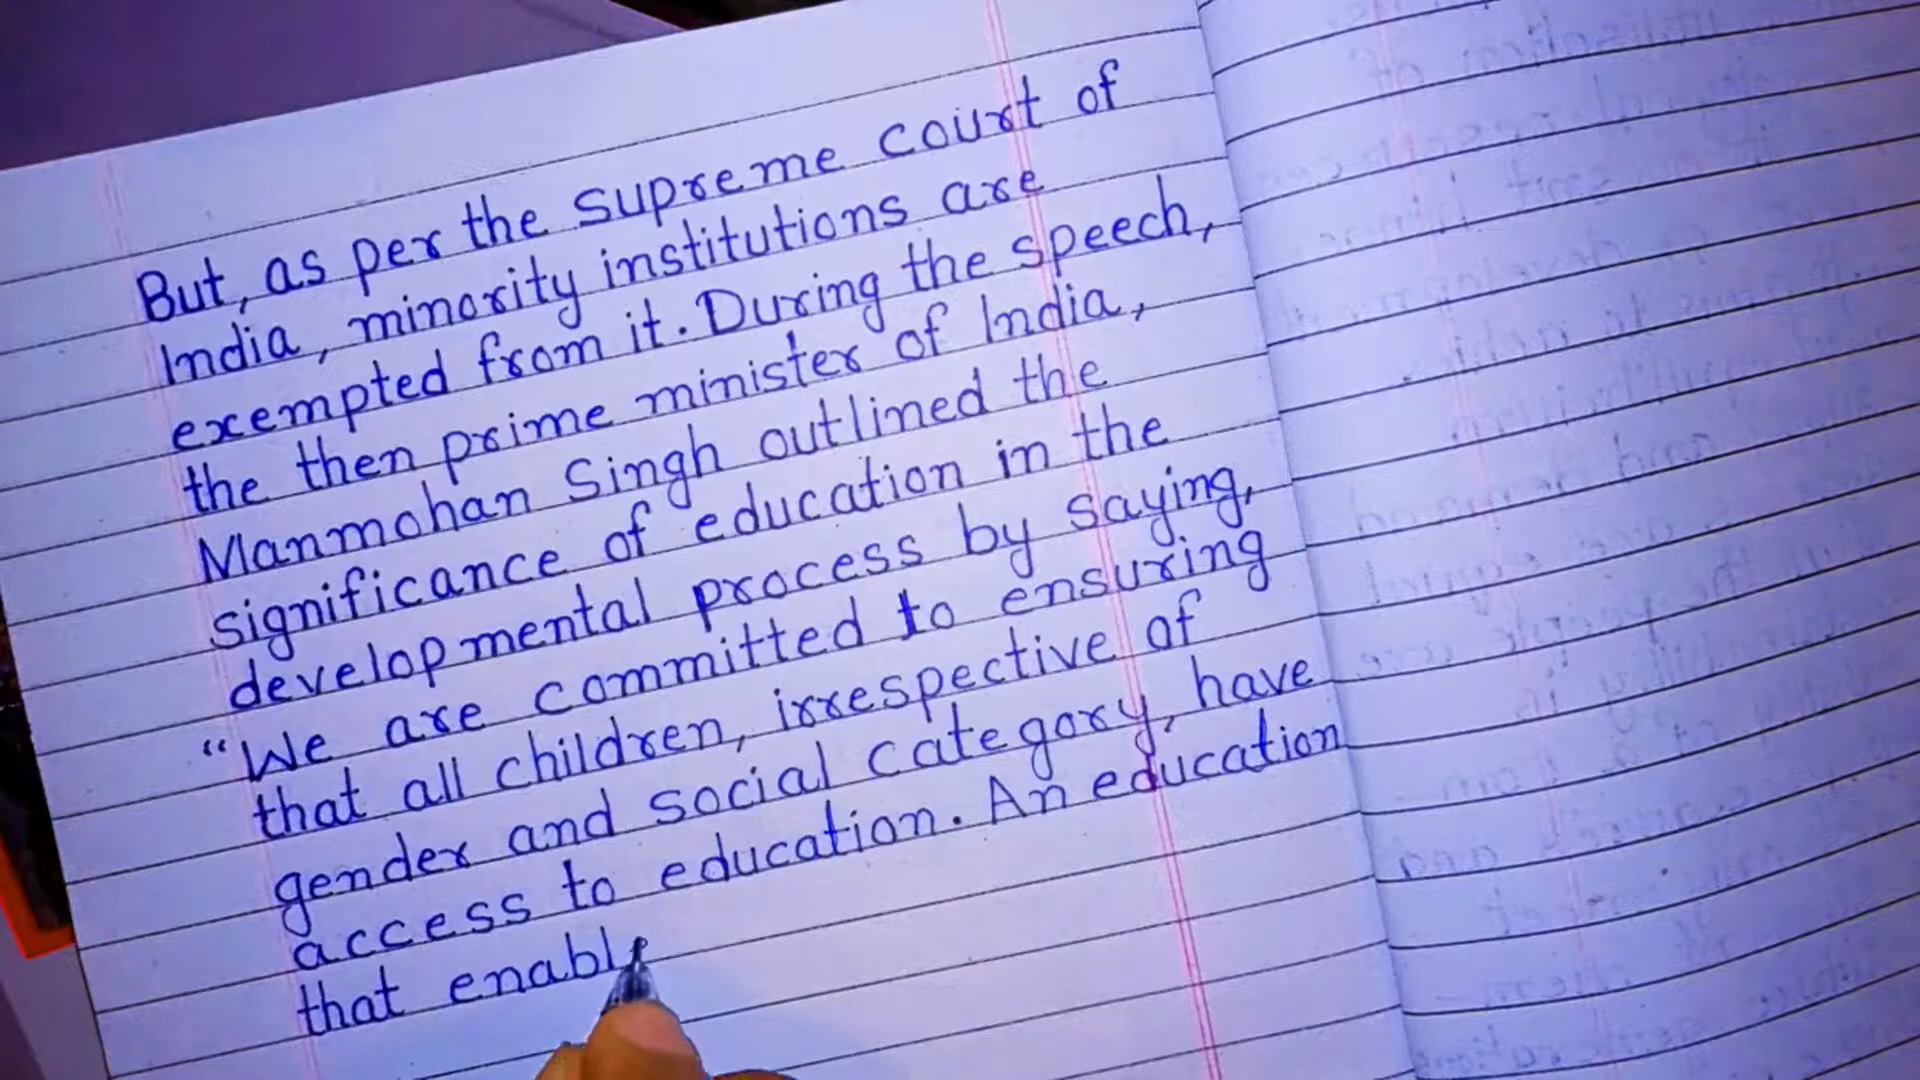 But, as per the supreme court of
India, minority institutions are
exempted from it. During the speech,
the then prime minister of India,
Manmohan Singh outlined the
significance of education in the
developmental process by saying,
“We are committed to ensuring
that all children, irrespective of
gender and social category, have
access to education. An education
that enabl